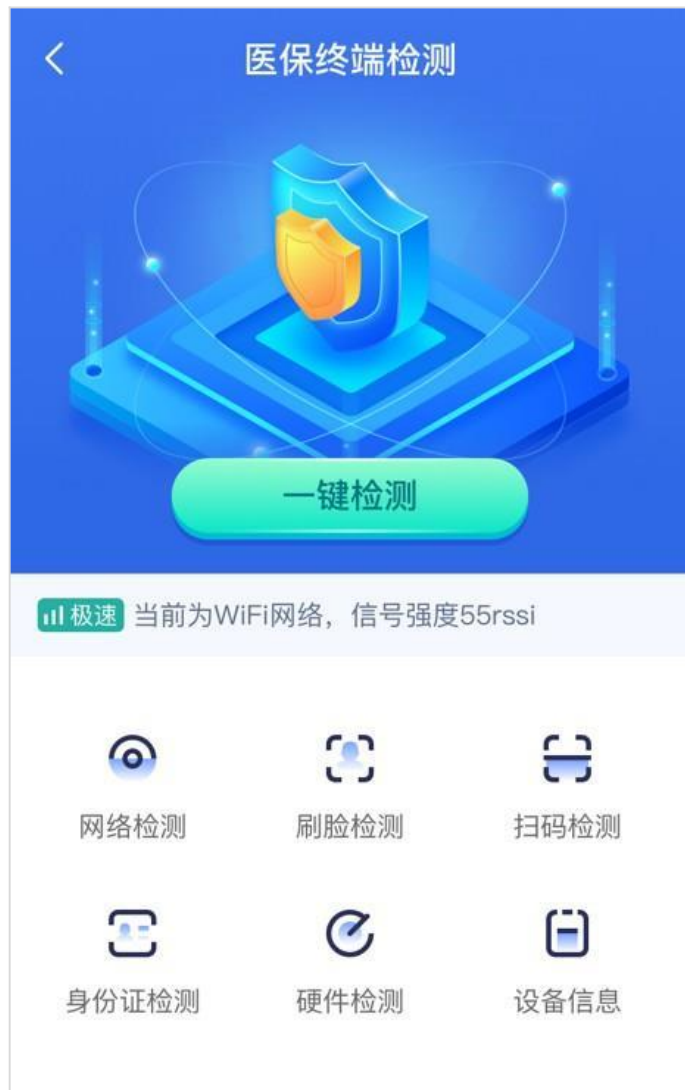 医保终端检测
一键检测
极速 当前为WiFi网络，信号强度55rssi
网络检测 刷脸检测 扫码检测
身份证检测 硬件检测 设备信息